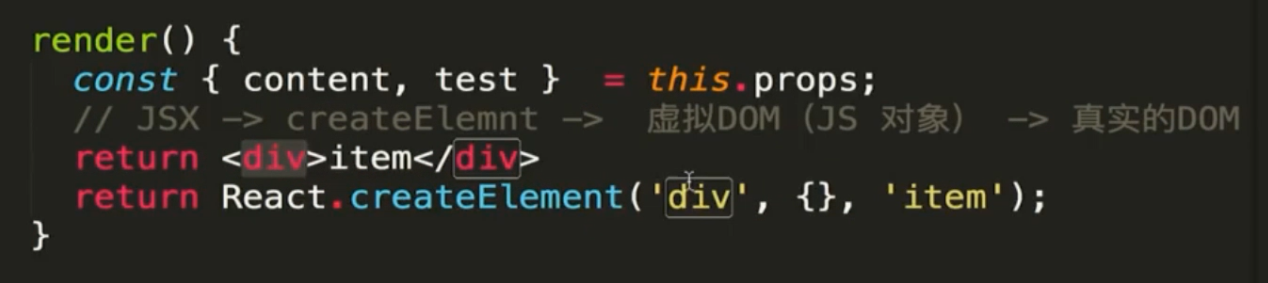 render() {
const { content, test }  = this.props;
// JSX —> createElemnt —>  虚拟DOM（JS 对象） —> 真实的DOM
return <div>item</div>
return React.createElement('div', {}, 'item');
}